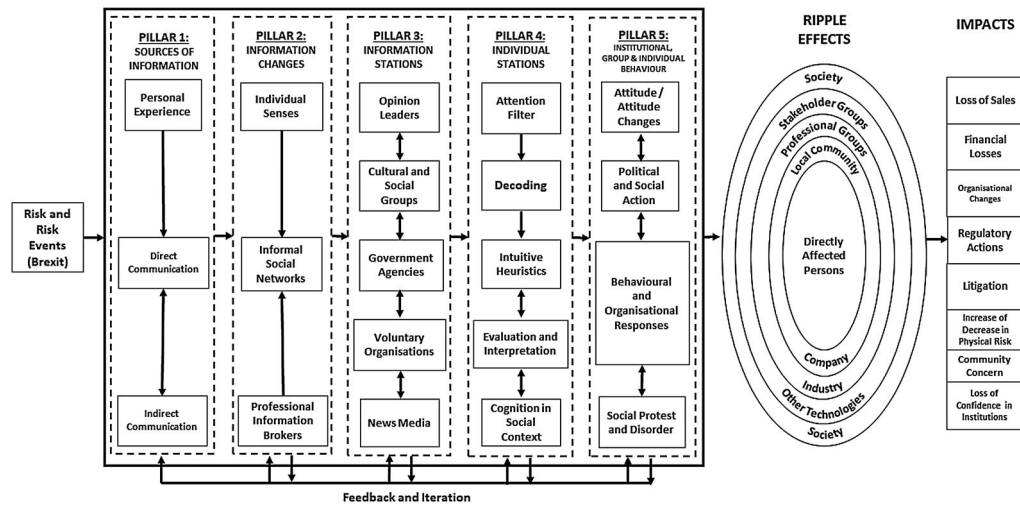 Risk and
Risk
Events
(Brexit)
PILLAR 1:
SOURCES OF
INFORMATION
Personal
Experience
Direct
Communication
Indirect
Communication
PILLAR 2:
INFORMATION
CHANGES
Individual
Senses
Informal
Social
Networks
Professional
Information
Brokers
PILLAR 3:
INFORMATION
STATIONS
Opinion
Leaders
Cultural and
Social
Groups
Government
Agencies
Voluntary
Organisations
News Media
PILLAR 4:
INDIVIDUAL
STATIONS
Attention
Filter
Decoding
Intuitive
Heuristics
Evaluation and
Interpretation
Cognition in
Social
Context
PILLAR 5:
INSTITUTIONAL,
GROUP & INDIVIDUAL
BEHAVIOUR
Attitude /
Attitude
Changes
Political
and Social
Action
Behavioural
and
Organisational
Responses
Social Protest
and Disorder
Feedback and Iteration
RIPPLE
EFFECTS
Society
Stakeholder Groups
Professional Groups
Local Community
Directly
Affected
Persons
Company
Industry
Other Technologies
Society
IMPACTS
Loss of Sales
Financial
Losses
Organisational
Changes
Regulatory
Actions
Litigation
Increase of
Decrease in
Physical Risk
Community
Concern
Loss of
Confidence in
Institutions